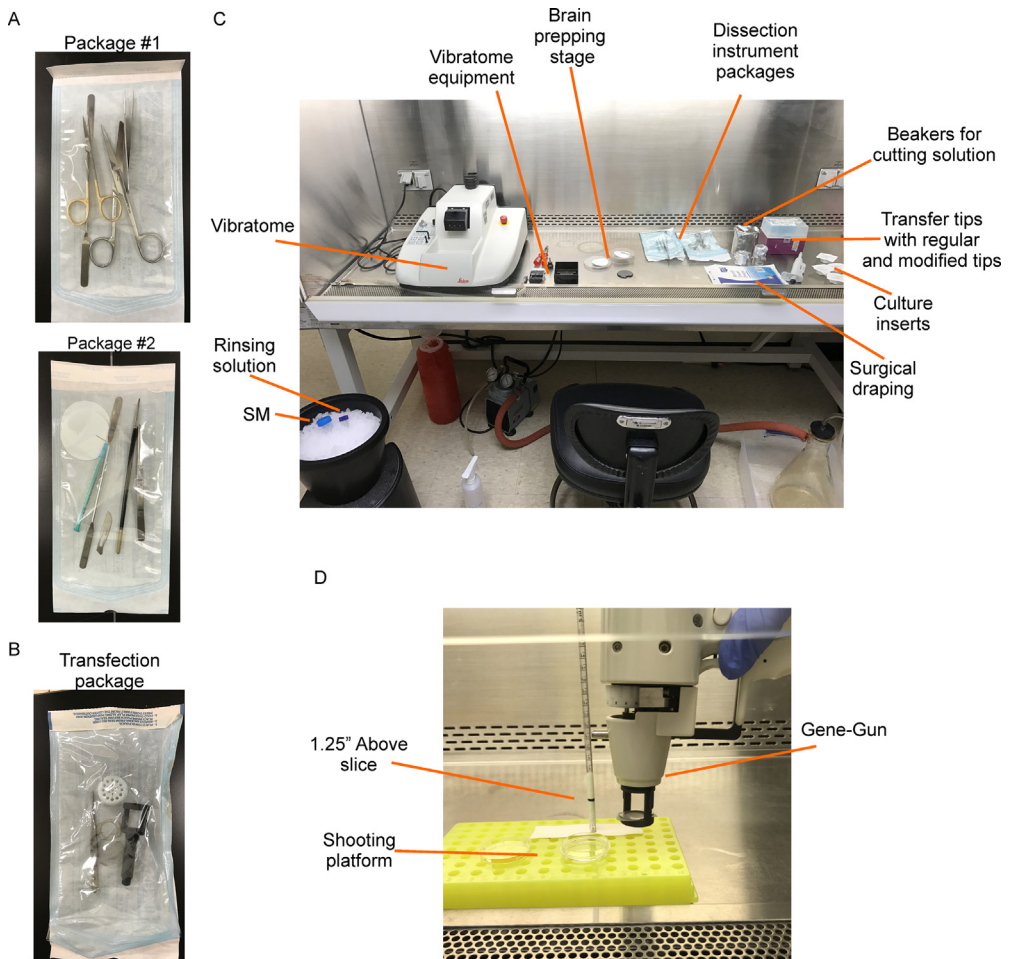 A
Package #1
Package #2
B
Transfection
package
C
Vibratome
Vibratome
equipment
Brain
prepping
stage
Dissection
instrument
packages
Beakers for
cutting solution
Transfer tips
with regular
and modified tips
Culture
inserts
Surgical
draping
Rinsing
solution
SM
Leica
D
1.25” Above
slice
Shooting
platform
Gene-Gun